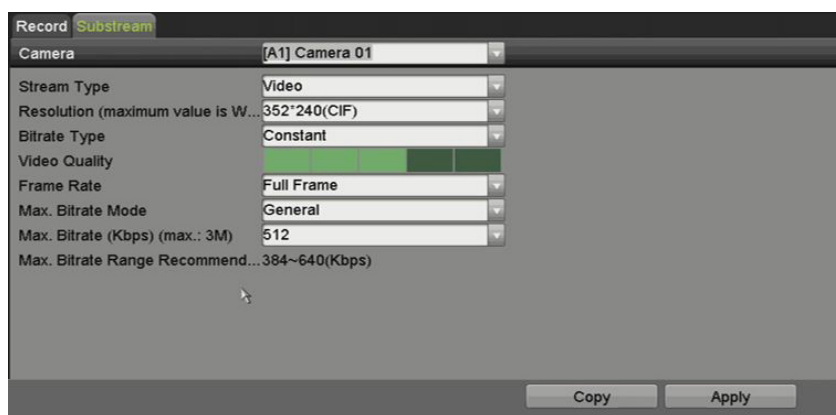 Record Substream
Camera [A1] Camera 01
Stream Type Video
Resolution (maximum value is W... 352*240(CIF)
Bitrate Type Constant
Video Quality
Frame Rate Full Frame
Max. Bitrate Mode General
Max. Bitrate (Kbps) (max.: 3M) 512
Max. Bitrate Range Recommend... 384~640(Kbps)
Copy Apply